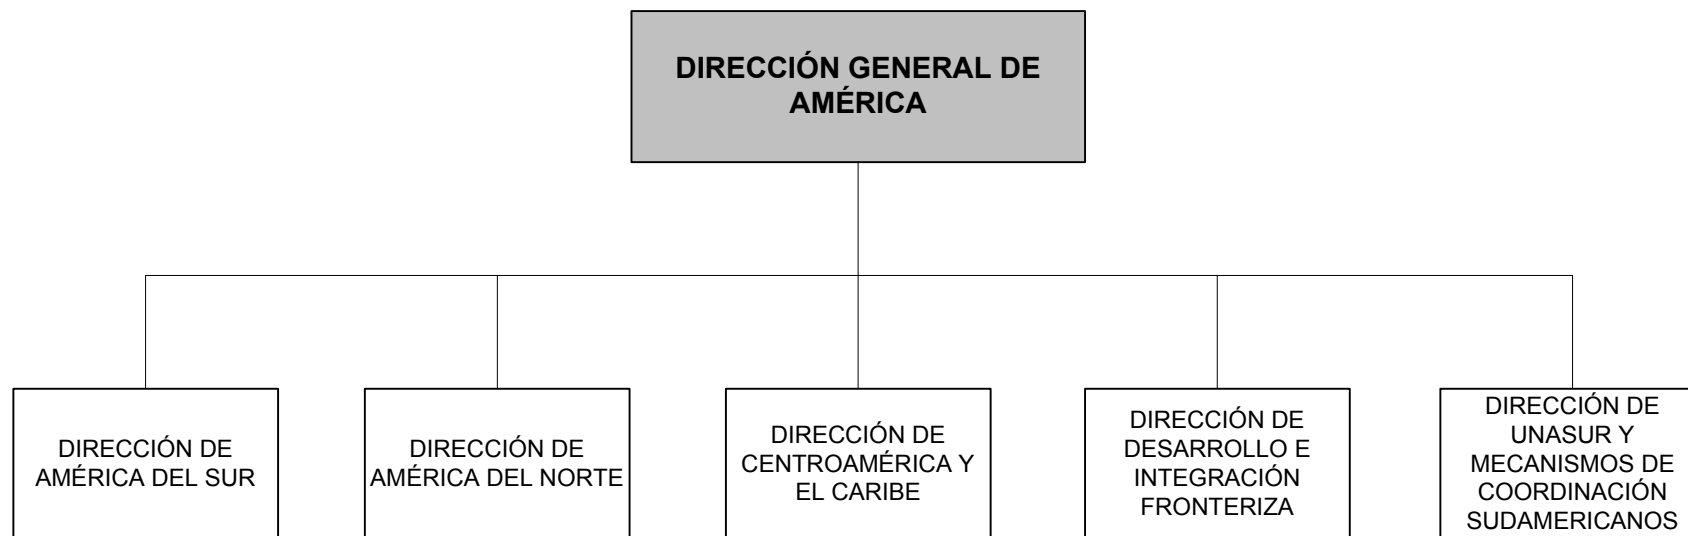 DIRECCIÓN GENERAL DE
AMÉRICA
DIRECCIÓN DE
AMÉRICA DEL SUR
DIRECCIÓN DE
AMÉRICA DEL NORTE
DIRECCIÓN DE
CENTROAMÉRICA Y
EL CARIBE
DIRECCIÓN DE
DESARROLLO E
INTEGRACIÓN
FRONTERIZA
DIRECCIÓN DE
UNASUR Y
MECANISMOS DE
COORDINACIÓN
SUDAMERICANOS